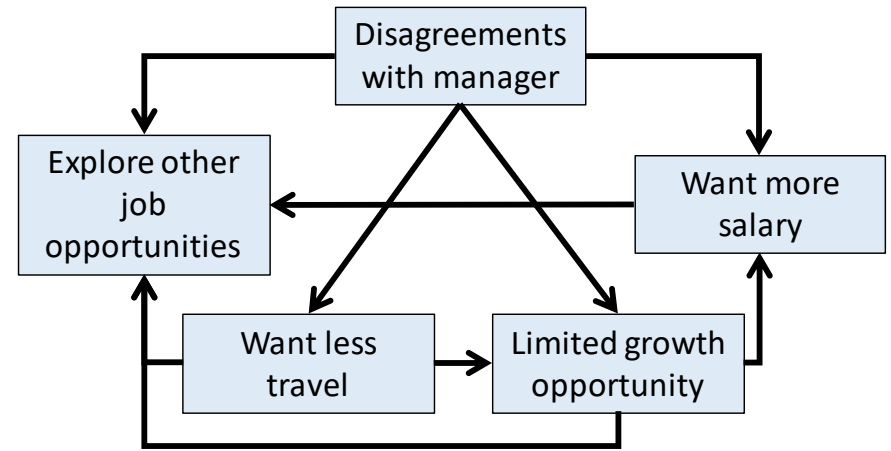 Disagreements
with manager
Explore other
job
opportunities
Want more
salary
Want less
travel
Limited growth
opportunity